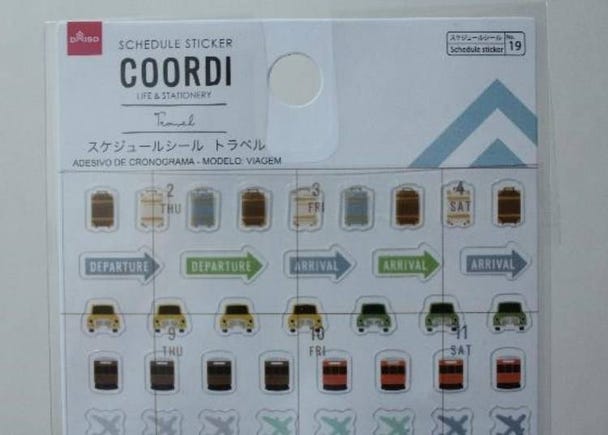 DAISO
SCHEDULE STICKER
COORDI
LIFE & STATIONERY
Travel
スケジュールシール トラベル
ADESIVO DE CRONOGRAMA - MODELO: VIAGEM
スケジュールシール
Schedule sticker
No.
19
2 3 4
THU FRI SAT
DEPARTURE DEPARTURE ARRIVAL ARRIVAL ARRIVAL
9 10 11
THU FRI SAT